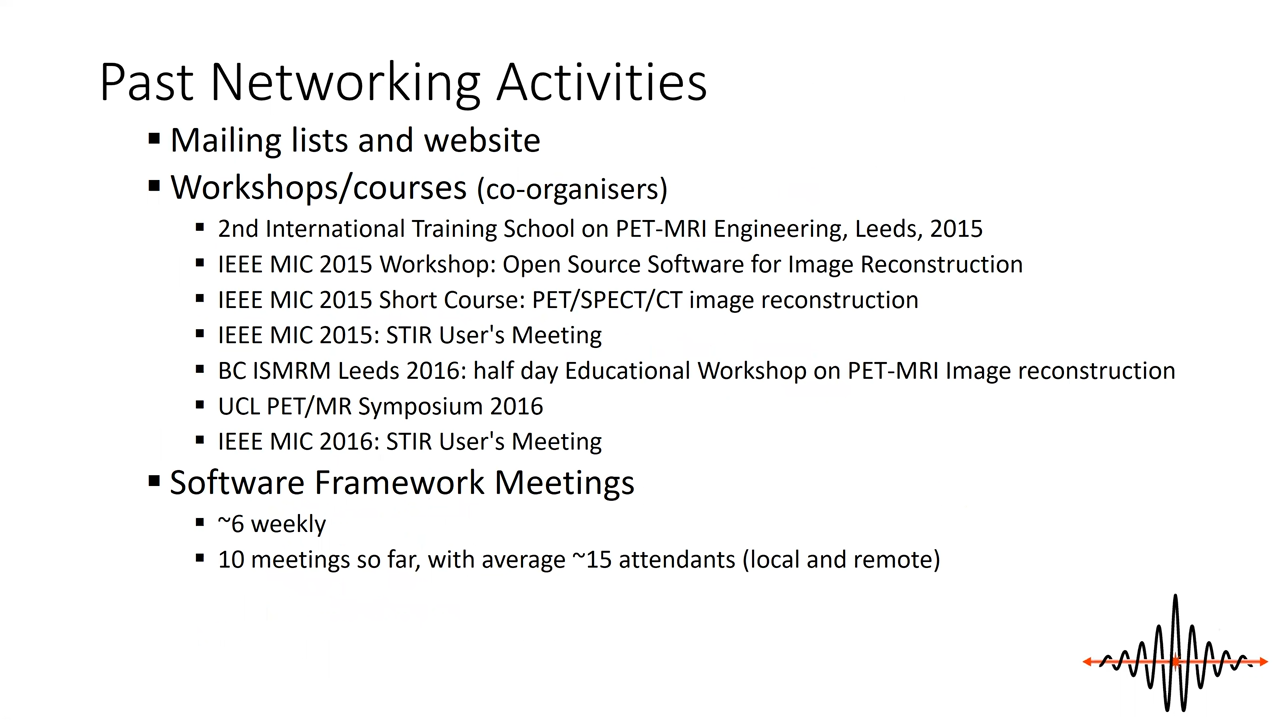 Past Networking Activities
▪ Mailing lists and website
▪ Workshops/courses (co-organisers)
▪ 2nd International Training School on PET-MRI Engineering, Leeds, 2015
▪ IEEE MIC 2015 Workshop: Open Source Software for Image Reconstruction
▪ IEEE MIC 2015 Short Course: PET/SPECT/CT image reconstruction
▪ IEEE MIC 2015: STIR User's Meeting
▪ BC ISMRM Leeds 2016: half day Educational Workshop on PET-MRI Image reconstruction
▪ UCL PET/MR Symposium 2016
▪ IEEE MIC 2016: STIR User's Meeting
▪ Software Framework Meetings
▪ ~6 weekly
▪ 10 meetings so far, with average ~15 attendants (local and remote)